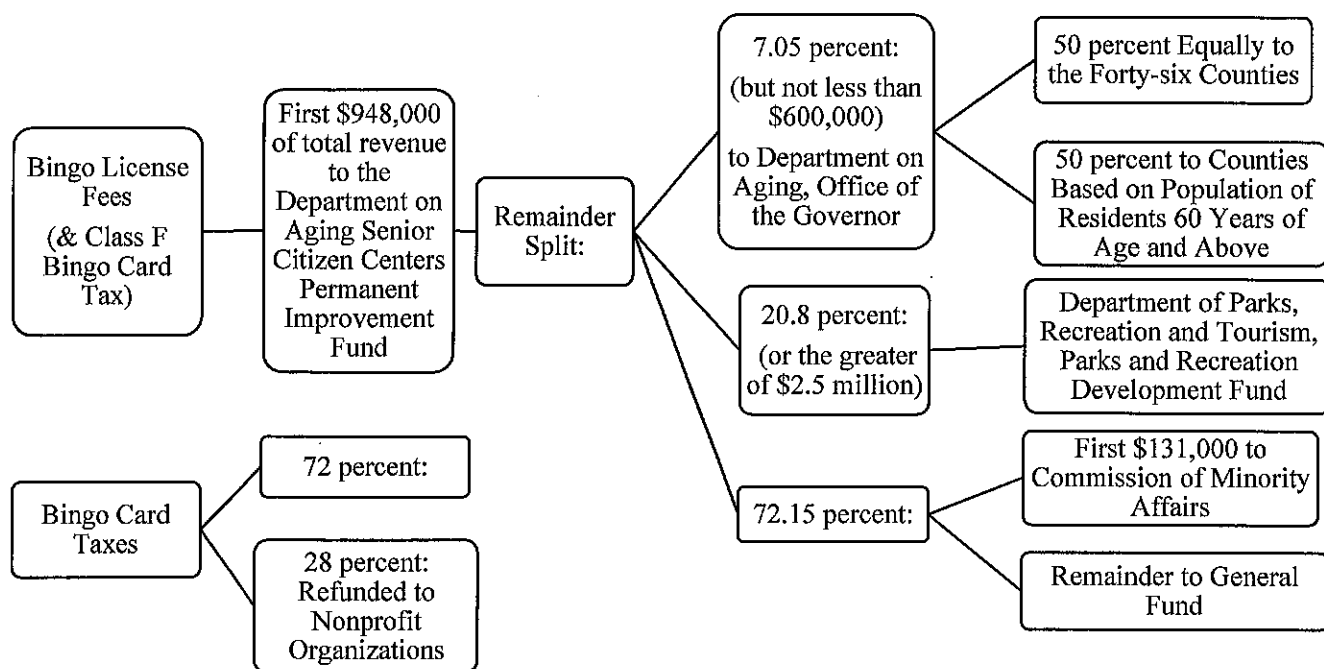 Bingo License
Fees
(& Class F
Bingo Card
Tax)
First $948,000
of total revenue
to the
Department on
Aging Senior
Citizen Centers
Permanent
Improvement
Fund
Remainder
Split:
7.05 percent:
(but not less than
$600,000)
to Department on
Aging, Office of
the Governor
50 percent Equally to
the Forty-six Counties
50 percent to Counties
Based on Population of
Residents 60 Years of
Age and Above
20.8 percent:
(or the greater
of $2.5 million)
Department of Parks,
Recreation and Tourism,
Parks and Recreation
Development Fund
72.15 percent:
First $131,000 to
Commission of Minority
Affairs
Remainder to General
Fund
Bingo Card
Taxes
72 percent:
28 percent:
Refunded to
Nonprofit
Organizations